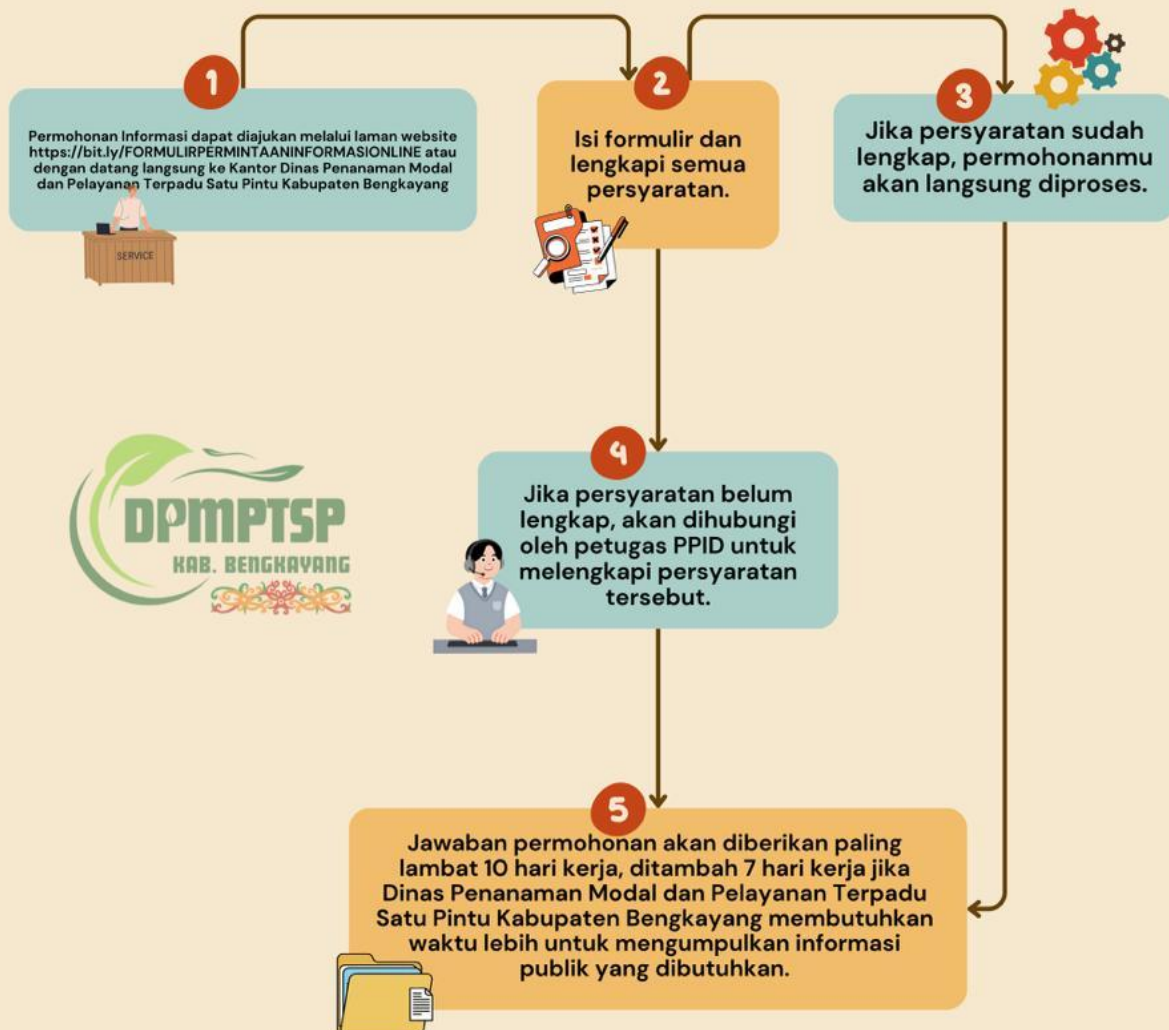 1
Permohonan Informasi dapat diajukan melalui laman website
https://bit.ly/FORMULIRPERMINTAANINFORMASIONLINE atau
dengan datang langsung ke Kantor Dinas Penanaman Modal
dan Pelayanan Terpadu Satu Pintu Kabupaten Bengkayang
SERVICE
2
Isi formulir dan
lengkapi semua
persyaratan.
3
Jika persyaratan sudah
lengkap, permohonanmu
akan langsung diproses.
DPMPTSP
KAB. BENGKAYANG
4
Jika persyaratan belum
lengkap, akan dihubungi
oleh petugas PPID untuk
melengkapi persyaratan
tersebut.
5
Jawaban permohonan akan diberikan paling
lambat 10 hari kerja, ditambah 7 hari kerja jika
Dinas Penanaman Modal dan Pelayanan Terpadu
Satu Pintu Kabupaten Bengkayang membutuhkan
waktu lebih untuk mengumpulkan informasi
publik yang dibutuhkan.